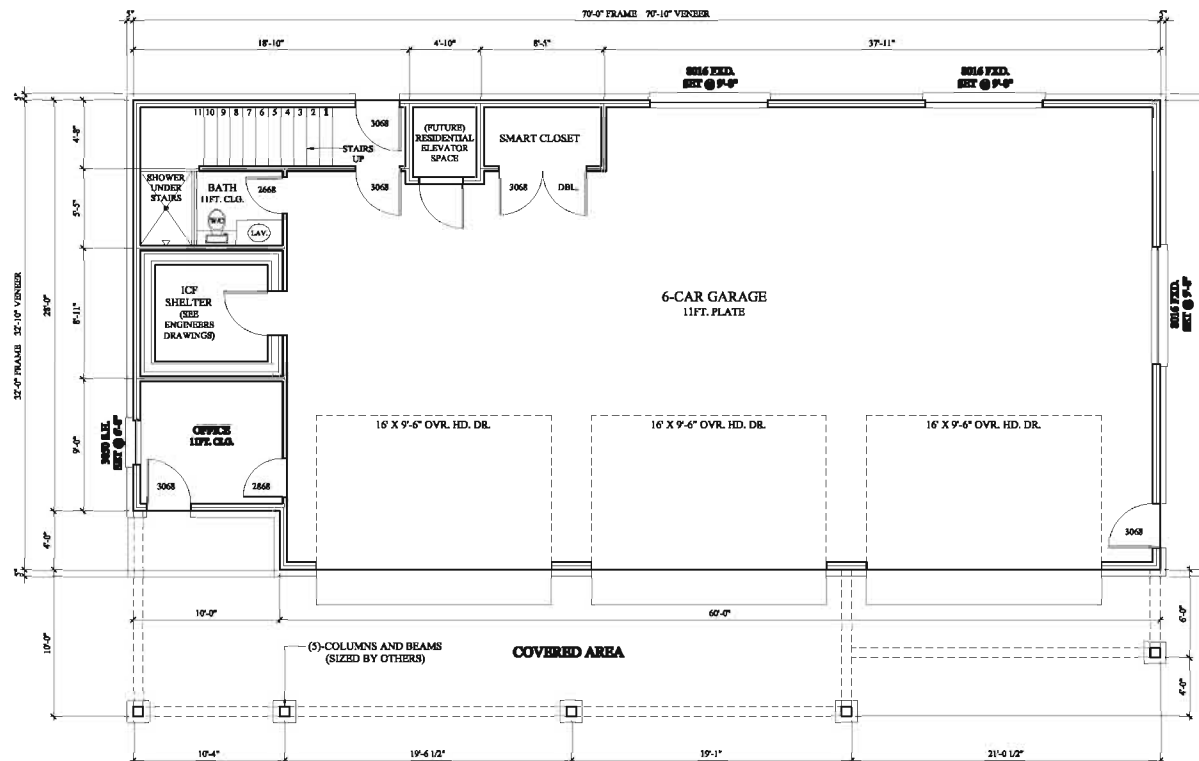 5"
70'-0" FRAME 70'-10" VENEER
5"
18'-10"
4'-10"
8'-5"
37'-11"
8016 FXD.
SET @ 9'-8"
8016 FXD.
SET @ 9'-8"
5"
4'-8"
11 10 9 8 7 6 5 4 3 2 1
STAIRS
UP
3068
(FUTURE)
RESIDENTIAL
ELEVATOR
SPACE
SMART CLOSET
SHOWER
UNDER
STAIRS
BATH
11FT. CLG.
2668
3068
3068
DBL.
5'-5"
LAV.
32'-0" FRAME 32'-10" VENEER
28'-0"
8'-11"
ICF
SHELTER
(SEE
ENGINEERS
DRAWINGS)
6-CAR GARAGE
11FT. PLATE
8016 FXD.
SET @ 9'-8"
9'-0"
OFFICE
11FT. CLG.
16' X 9'-6" OVR. HD. DR.
16' X 9'-6" OVR. HD. DR.
16' X 9'-6" OVR. HD. DR.
3068
2868
3068
4'-0"
5"
10'-0"
10'-0"
60'-0"
6'-0"
(5)-COLUMNS AND BEAMS
(SIZED BY OTHERS)
COVERED AREA
4'-0"
10'-4"
19'-6 1/2"
19'-1"
21'-0 1/2"